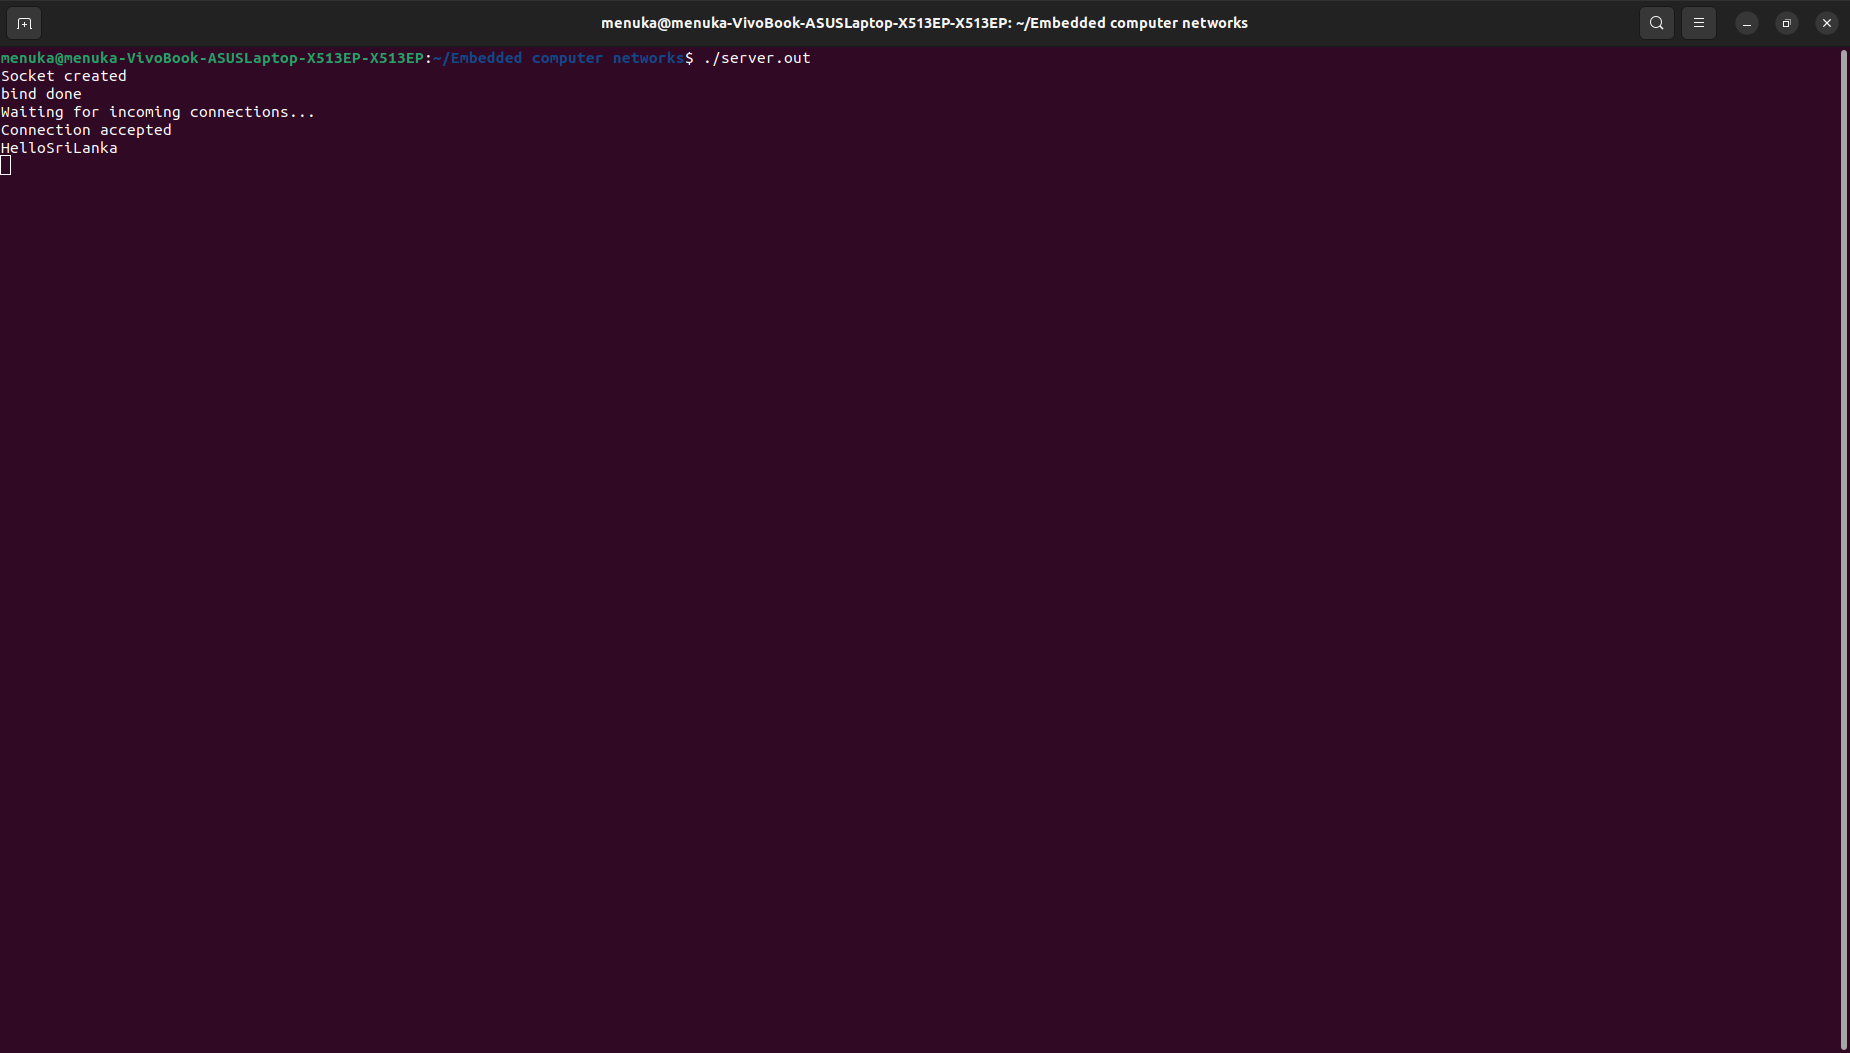 menuka@menuka-VivoBook-ASUSLaptop-X513EP-X513EP: ~/Embedded computer networks
menuka@menuka-VivoBook-ASUSLaptop-X513EP-X513EP:~/Embedded computer networks$ ./server.out
Socket created
bind done
Waiting for incoming connections...
Connection accepted
HelloSriLanka